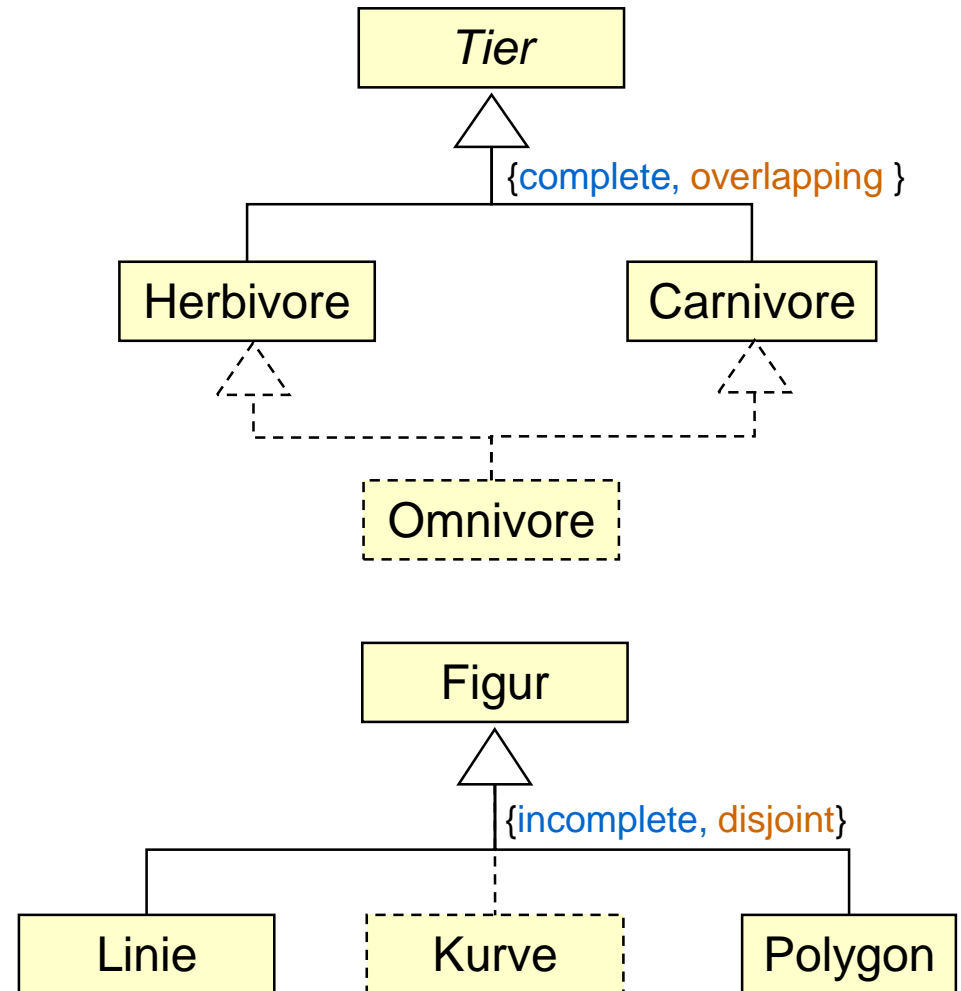 Tier
{complete, overlapping }
Herbivore Carnivore
Omnivore
Figur
{incomplete, disjoint}
Linie Kurve Polygon